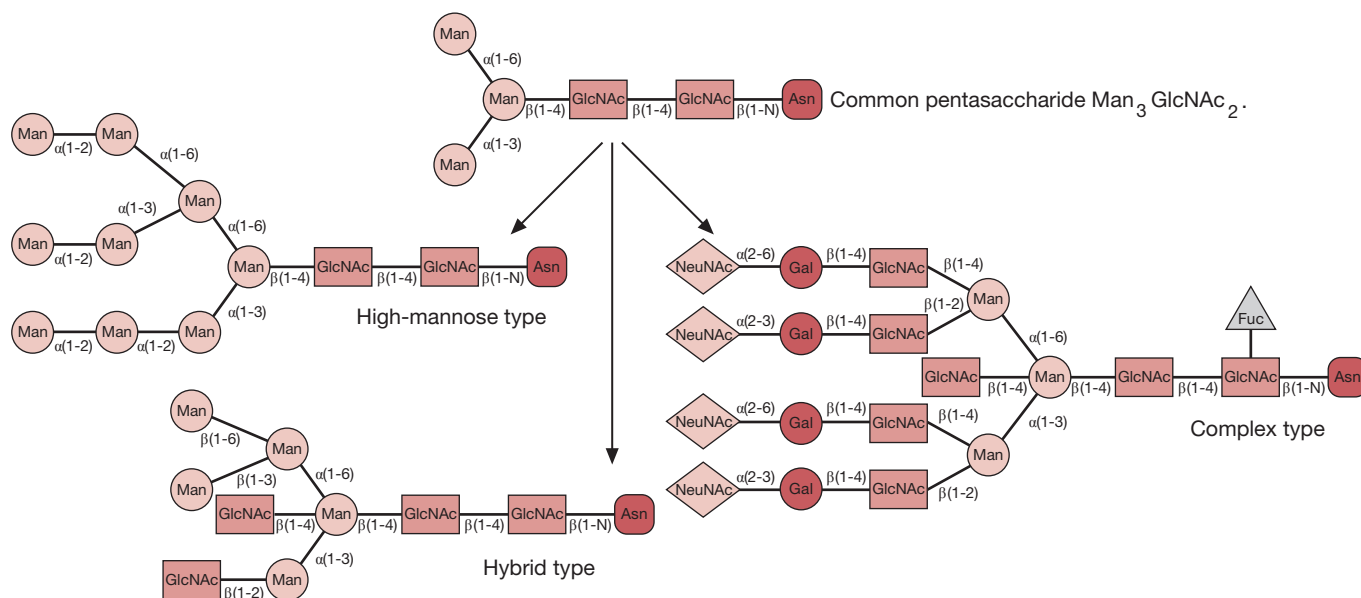 Man
α(1-6)
Man β(1-4) GlcNAc β(1-4) GlcNAc β(1-N) Asn Common pentasaccharide Man3 GlcNAc2.
α(1-3)
Man
Man α(1-2) Man
α(1-6)
Man
α(1-3)
Man α(1-2) Man
α(1-6)
Man β(1-4) GlcNAc β(1-4) GlcNAc β(1-N) Asn
α(1-3)
Man α(1-2) Man α(1-2) Man
High-mannose type
NeuNAc α(2-6) Gal β(1-4) GlcNAc β(1-4)
Man
NeuNAc α(2-3) Gal β(1-4) GlcNAc β(1-2)
α(1-6)
Fuc
GlcNAc β(1-4) Man β(1-4) GlcNAc β(1-4) GlcNAc β(1-N) Asn
α(1-3)
NeuNAc α(2-6) Gal β(1-4) GlcNAc β(1-4)
Man
NeuNAc α(2-3) Gal β(1-4) GlcNAc β(1-2)
Complex type
Man
β(1-6)
Man
β(1-3)
Man
α(1-6)
GlcNAc β(1-4) Man β(1-4) GlcNAc β(1-4) GlcNAc β(1-N) Asn
α(1-3)
GlcNAc β(1-2) Man
Hybrid type